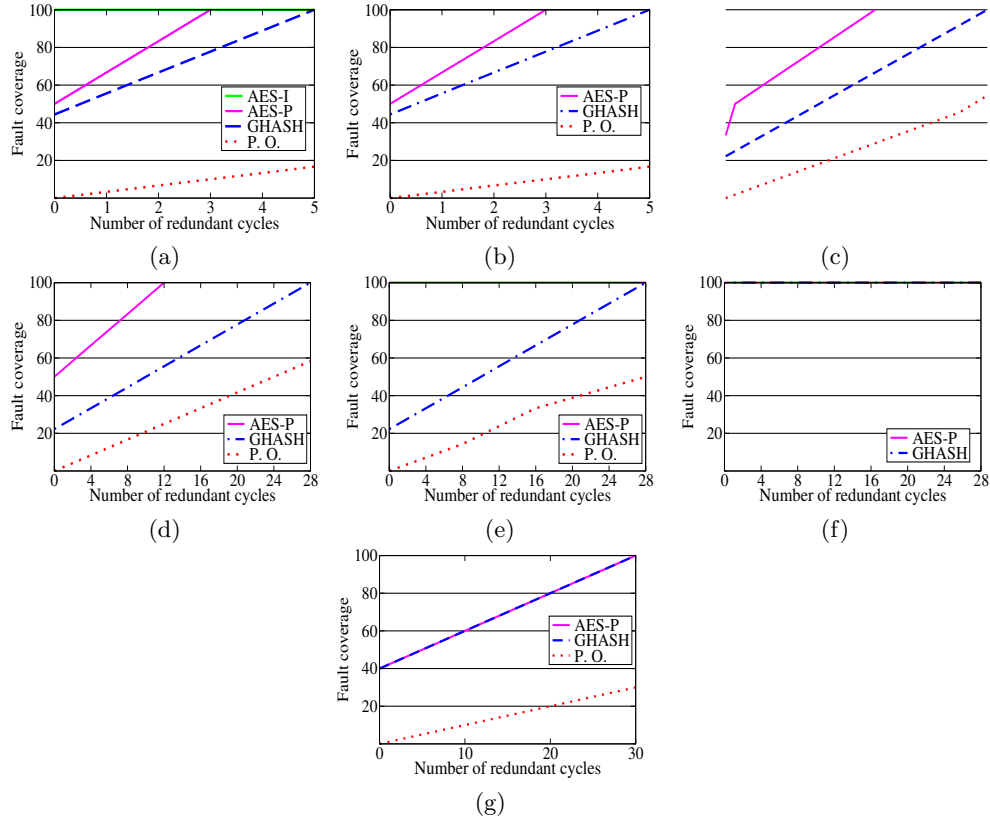 Fault coverage
100
80
60
40
20
0 1 2 3 4 5
Number of redundant cycles
AES-I
AES-P
GHASH
P. O.
(a)
Fault coverage
100
80
60
40
20
0 1 2 3 4 5
Number of redundant cycles
AES-P
GHASH
P. O.
(b)
(c)
Fault coverage
100
80
60
40
20
0 4 8 12 16 20 24 28
Number of redundant cycles
AES-P
GHASH
P. O.
(d)
Fault coverage
100
80
60
40
20
0 4 8 12 16 20 24 28
Number of redundant cycles
AES-P
GHASH
P. O.
(e)
Fault coverage
100
80
60
40
20
0 4 8 12 16 20 24 28
Number of redundant cycles
AES-P
GHASH
(f)
Fault coverage
100
80
60
40
20
0 10 20 30
Number of redundant cycles
AES-P
GHASH
P. O.
(g)